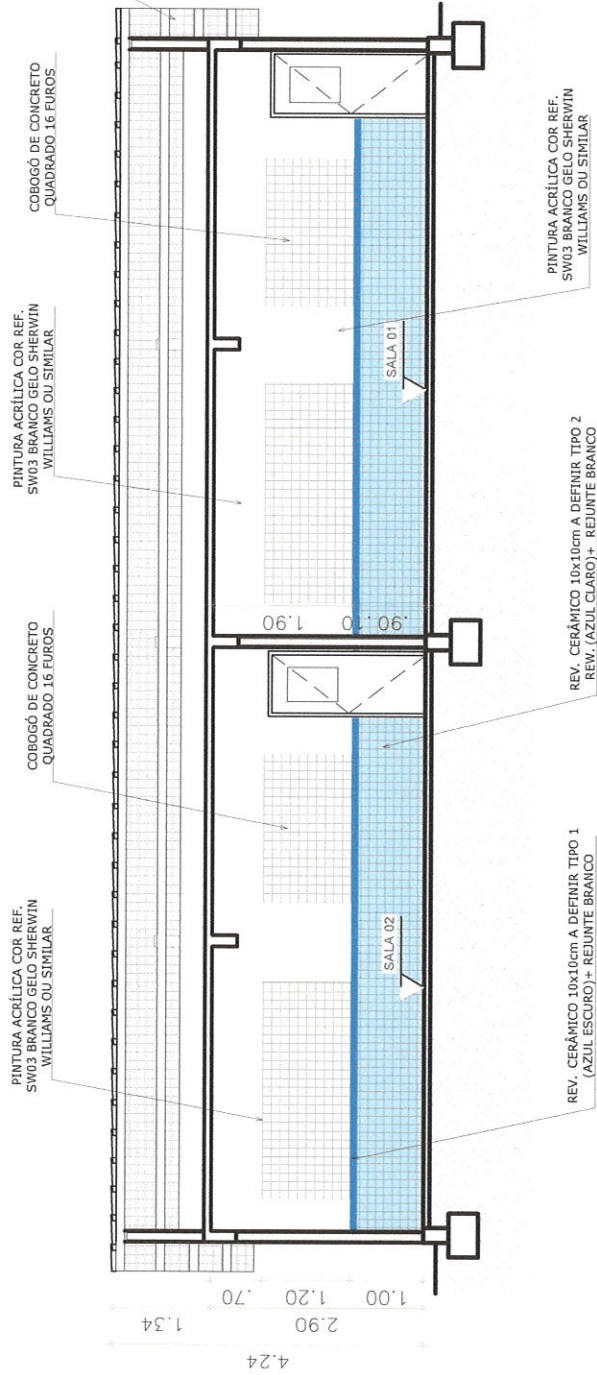 PINTURA ACRÍLICA COR REF.
SW03 BRANCO GELO SHERWIN
WILLIAMS OU SIMILAR
COBOGÓ DE CONCRETO
QUADRADO 16 FUROS
PINTURA ACRÍLICA COR REF.
SW03 BRANCO GELO SHERWIN
WILLIAMS OU SIMILAR
COBOGÓ DE CONCRETO
QUADRADO 16 FUROS
4.24
1.34
2.90
.70
1.20
1.00
1.90
.10
.90
SALA 02
SALA 01
REV. CERÂMICO 10x10cm A DEFINIR TIPO 1
(AZUL ESCURO)+ REJUNTE BRANCO
REV. CERÂMICO 10x10cm A DEFINIR TIPO 2
REW. (AZUL CLARO)+ REJUNTE BRANCO
PINTURA ACRÍLICA COR REF.
SW03 BRANCO GELO SHERWIN
WILLIAMS OU SIMILAR